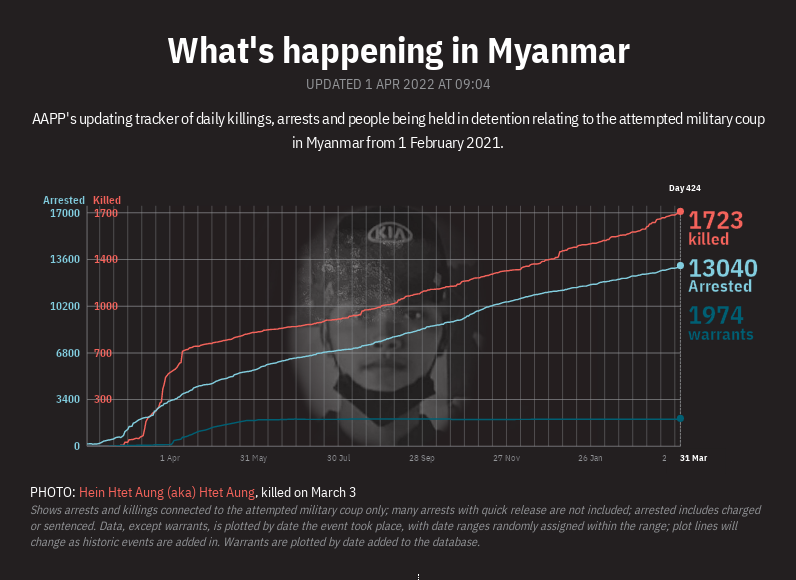 What's happening in Myanmar
UPDATED 1 APR 2022 AT 09:04
AAPP's updating tracker of daily killings, arrests and people being held in detention relating to the attempted military coup
in Myanmar from 1 February 2021.
Day 424
Arrested Killed
17000 1700
1723
killed
KIA
13600 1400
13040
Arrested
10200 1000
1974
warrants
6800 700
3400 300
0
1 Apr 31 May 30 Jul 28 Sep 27 Nov 26 Jan 2 31 Mar
PHOTO: Hein Htet Aung (aka) Htet Aung, killed on March 3
Shows arrests and killings connected to the attempted military coup only; many arrests with quick release are not included; arrested includes charged
or sentenced. Data, except warrants, is plotted by date the event took place, with date ranges randomly assigned within the range; plot lines will
change as historic events are added in. Warrants are plotted by date added to the database.